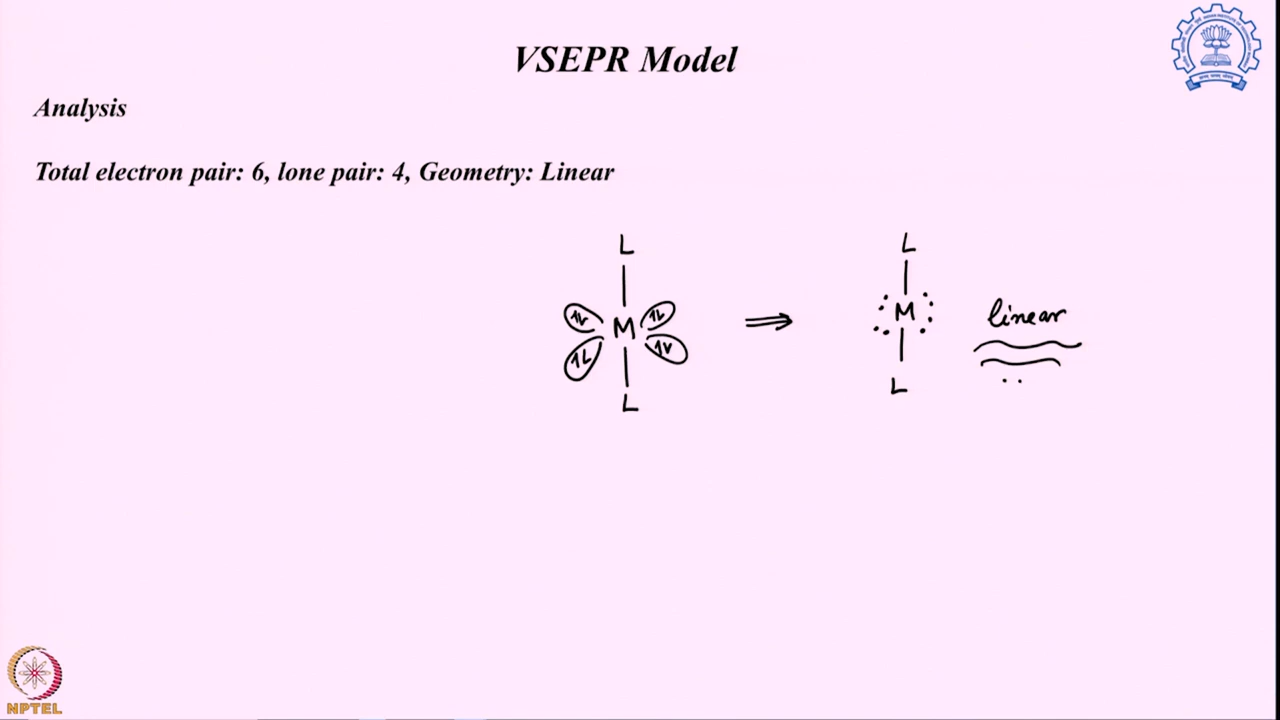 VSEPR Model
Analysis
Total electron pair: 6, lone pair: 4, Geometry: Linear
L
M
L
⇒
L
M
L
linear
NPTEL